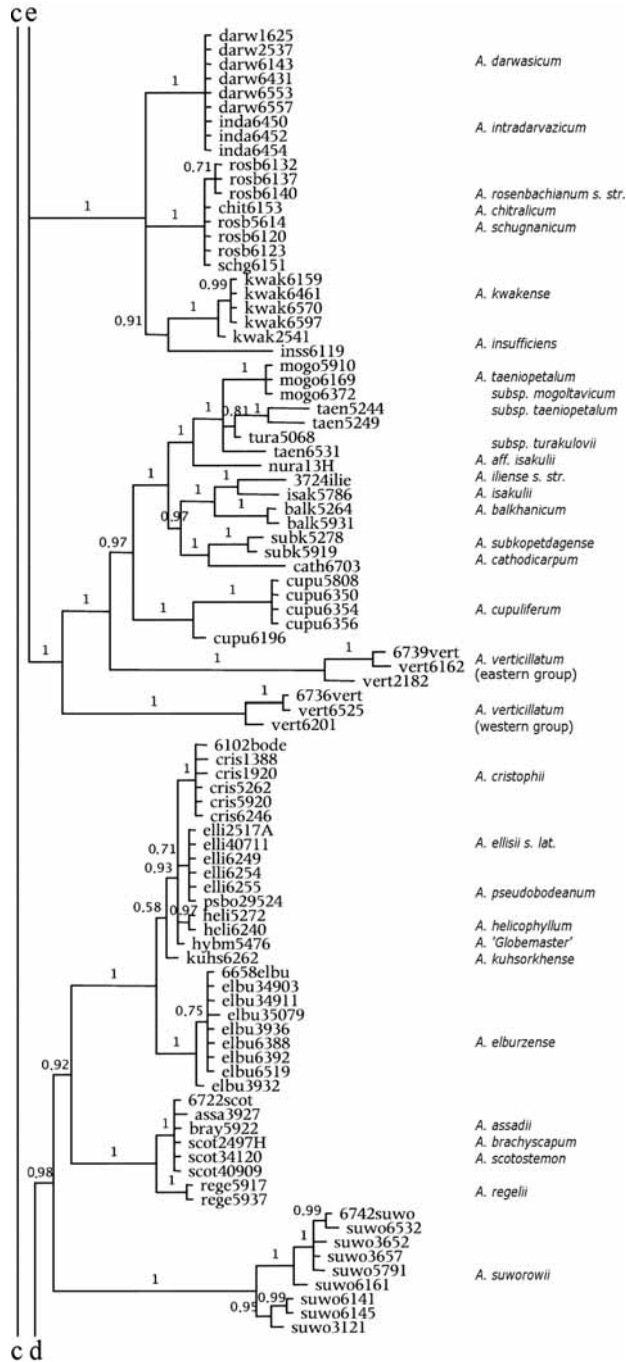 c e
darw1625
darw2537
darw6143 A. darwasicum
1 darw6431
darw6553
darw6557
inda6450 A. intradarvazicum
inda6452
inda6454
0,71 rosb6132
rosb6137
rosb6140 A. rosenbachianum s. str.
1 1 chit6153 A. chitralicum
rosb5614 A. schugnanicum
rosb6120
rosb6123
schg6151
0,99 kwak6159
kwak6461 A. kwakense
1 kwak6570
0,91 kwak6597
kwak2541 A. insufficiens
inss6119
1 mogo5910 A. taeniopetalum
mogo6169
mogo6372 subsp. mogoltavicum
1 0,81 1 taen5244 subsp. taeniopetalum
taen5249
tura5068 subsp. turakulovii
1 taen6531
nura13H A. aff. isakulii
1 3724ilie A. iliense s. str.
1 isak5786 A. isakulii
balk5264 A. balkhanicum
0,97 balk5931
1 subk5278 A. subkopetdagense
0,97 subk5919
cath6703 A. cathodicarpum
cupu5808
1 cupu6350
cupu6354 A. cupuliferum
1 cupu6356
cupu6196
1 6739vert A. verticillatum
1 vert6162 (eastern group)
vert2182
1 6736vert A. verticillatum
1 vert6525 (western group)
vert6201
6102bode
cris1388
cris1920 A. cristophii
cris5262
cris5920
cris6246
elli2517A
0,71 elli40711 A. ellisii s. lat.
0,93 elli6249
elli6254
elli6255
psbo29524 A. pseudobodeanum
0,58 0,97 heli5272
heli6240 A. helicophyllum
hybm5476 A. 'Globemaster'
kuhs6262 A. kuhsorkhense
1 6658elbu
elbu34903
elbu34911
0,75 elbu35079
elbu3936
1 elbu6388 A. elburzense
elbu6392
elbu6519
0,92 elbu3932
6722scot
assa3927 A. assadii
1 bray5922 A. brachyscapum
1 scot2497H A. scotostemon
scot34120
0,98 scot40909
1 rege5917 A. regelii
rege5937
0,99 6742suwo
suwo6532
1 suwo3652
1 suwo3657
suwo5791 A. suworowii
1 suwo6161
0,95 0,99 suwo6141
suwo6145
suwo3121
c d